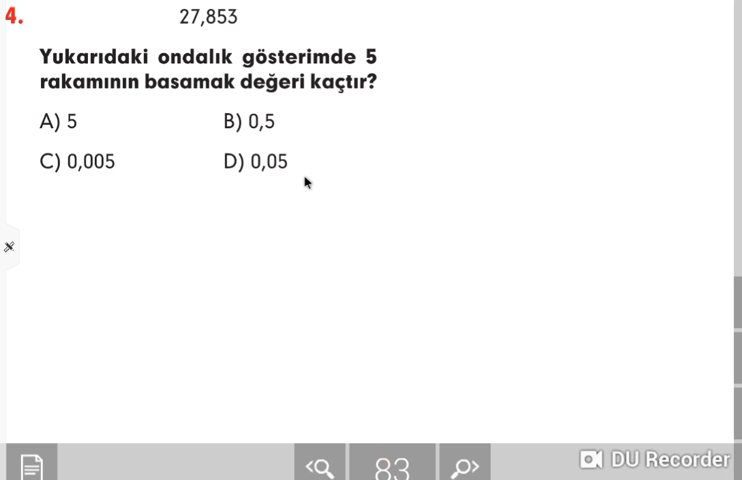 4.
27,853
Yukarıdaki ondalık gösterimde 5
rakamının basamak değeri kaçtır?
A) 5
B) 0,5
C) 0,005
D) 0,05
83
DU Recorder